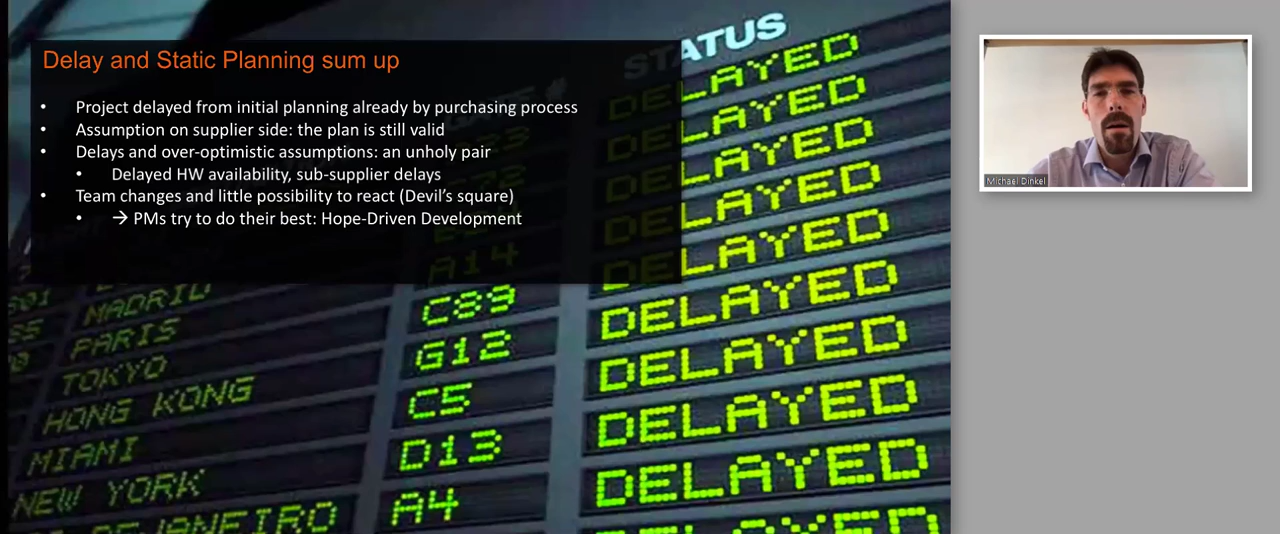 Delay and Static Planning sum up
• Project delayed from initial planning already by purchasing process
• Assumption on supplier side: the plan is still valid
• Delays and over-optimistic assumptions: an unholy pair
• Delayed HW availability, sub-supplier delays
• Team changes and little possibility to react (Devil's square)
• → PMs try to do their best: Hope-Driven Development
STATUS
DELAYED
DELAYED
DELAYED
DELAYED
A14 DELAYED
MADRID C89 DELAYED
PARIS G12 DELAYED
TOKYO C5 DELAYED
HONG KONG D13 DELAYED
MIAMI A4 DELAYED
NEW YORK
DEJANEIRO
Michael Dinkel